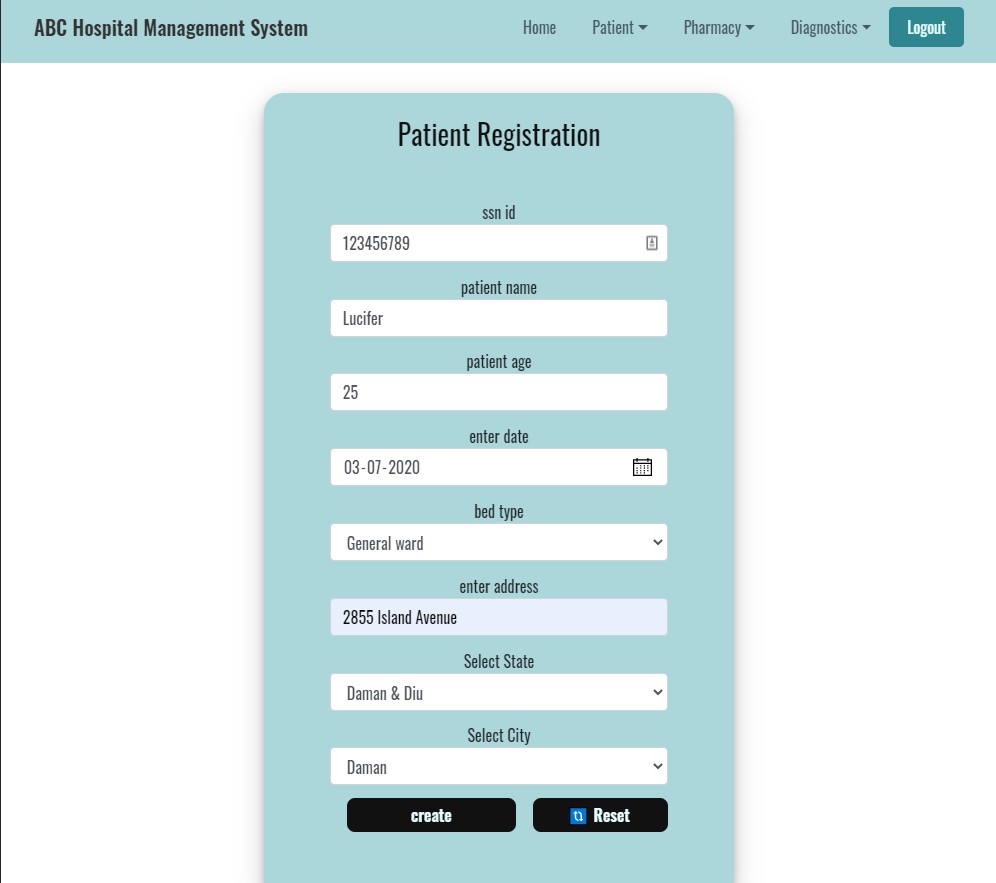 ABC Hospital Management System Home Patient Pharmacy Diagnostics Logout
Patient Registration
ssn id
123456789
patient name
Lucifer
patient age
25
enter date
03-07-2020
bed type
General ward
enter address
2855 Island Avenue
Select State
Daman & Diu
Select City
Daman
create Reset